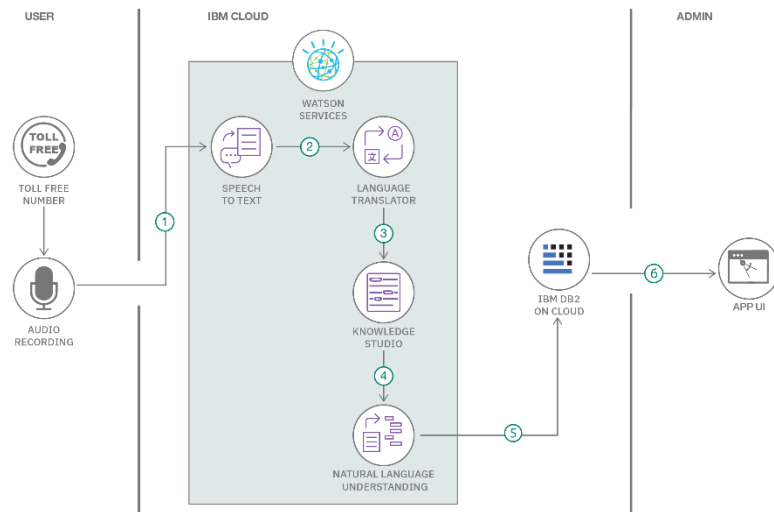 USER
IBM CLOUD
ADMIN
WATSON
SERVICES
TOLL
FREE
TOLL FREE
NUMBER
A
文
SPEECH
TO TEXT
2
LANGUAGE
TRANSLATOR
1
3
AUDIO
RECORDING
KNOWLEDGE
STUDIO
IBM DB2
ON CLOUD
6
APP UI
4
5
NATURAL LANGUAGE
UNDERSTANDING